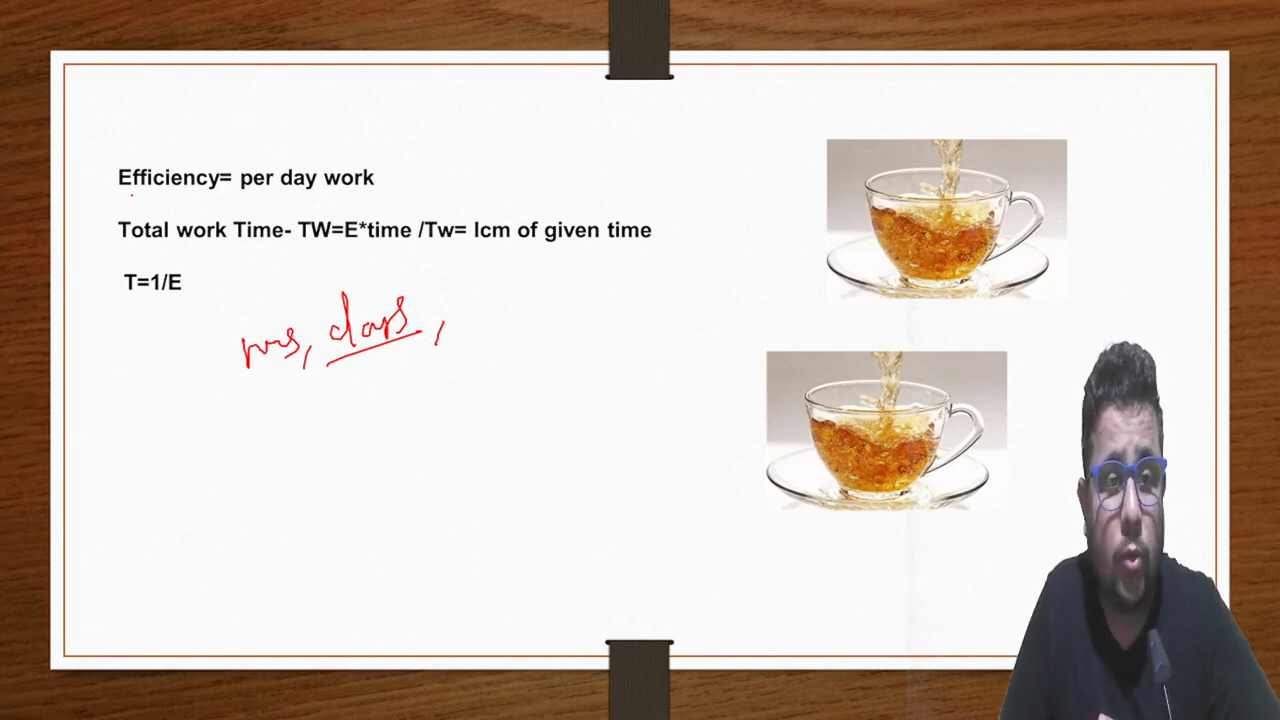 Efficiency= per day work
Total work Time- TW=E*time /Tw= lcm of given time
T=1/E
days,